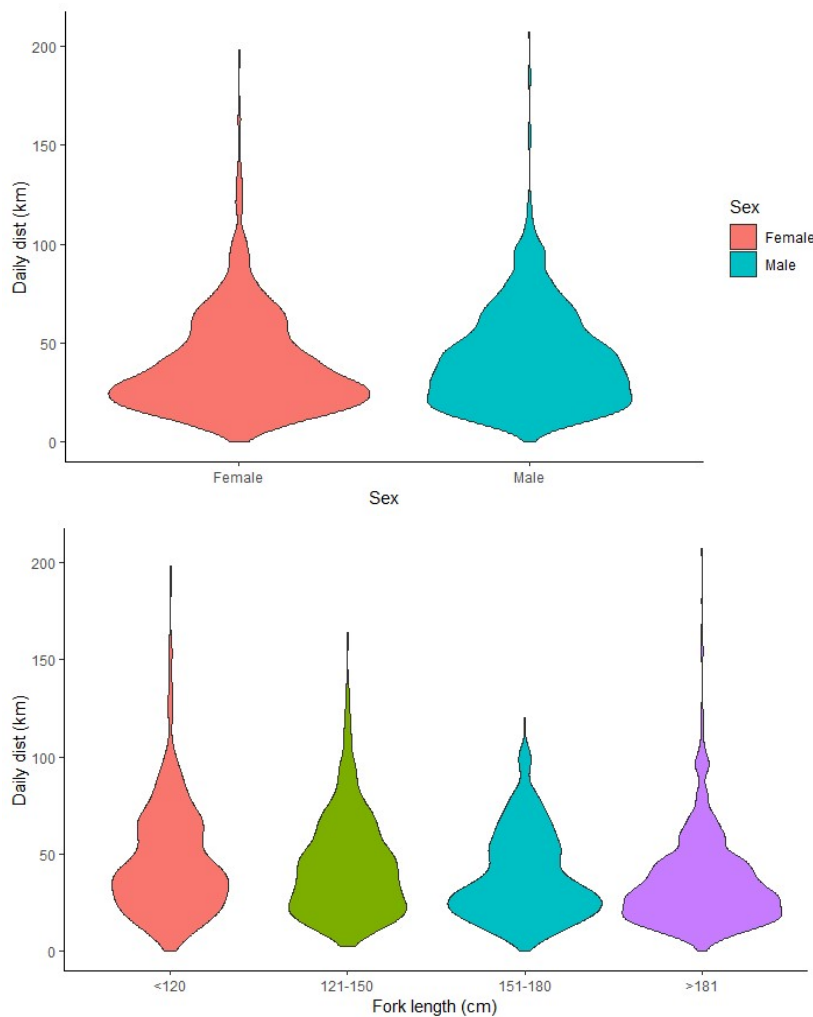 200
150
100
50
0
Daily dist (km)
Female
Male
Sex
Sex
Female
Male
200
150
100
50
0
Daily dist (km)
<120
121-150
151-180
>181
Fork length (cm)